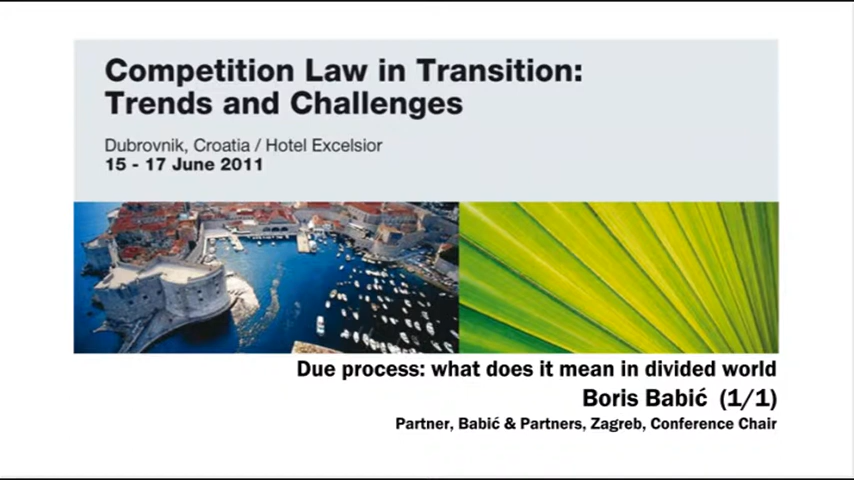 Competition Law in Transition:
Trends and Challenges
Dubrovnik, Croatia / Hotel Excelsior
15 - 17 June 2011
Due process: what does it mean in divided world
Boris Babić (1/1)
Partner, Babić & Partners, Zagreb, Conference Chair